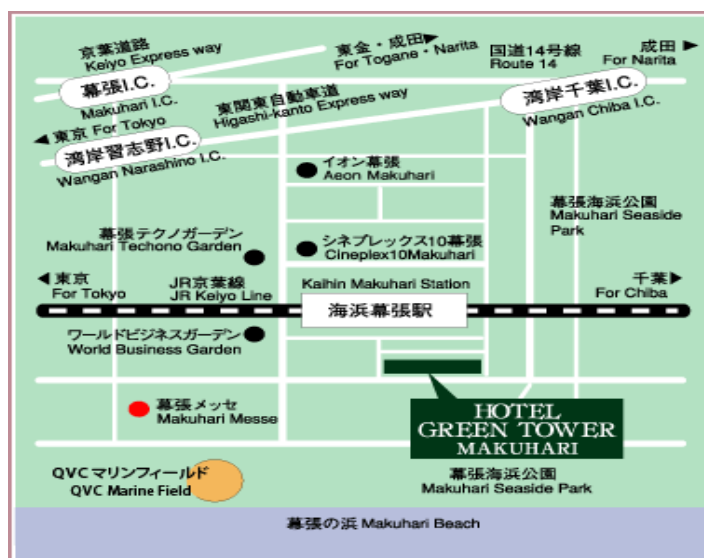 京葉道路
Keiyo Express way
東金・成田▶
For Togane・Narita
国道14号線
Route 14
成田 ▶
For Narita
幕張I.C.
Makuhari I.C.
湾岸千葉I.C.
Wangan Chiba I.C.
東関東自動車道
Higashi-kanto Express way
◀東京 For Tokyo
湾岸習志野I.C.
Wangan Narashino I.C.
イオン幕張
Aeon Makuhari
幕張海浜公園
Makuhari Seaside
Park
幕張テクノガーデン
Makuhari Techono Garden
シネプレックス10幕張
Cineplex10Makuhari
◀東京
For Tokyo
JR京葉線
JR Keiyo Line
Kaihin Makuhari Station
海浜幕張駅
千葉▶
For Chiba
ワールドビジネスガーデン
World Business Garden
幕張メッセ
Makuhari Messe
HOTEL
GREEN TOWER
MAKUHARI
QVCマリンフィールド
QVC Marine Field
幕張海浜公園
Makuhari Seaside Park
幕張の浜 Makuhari Beach